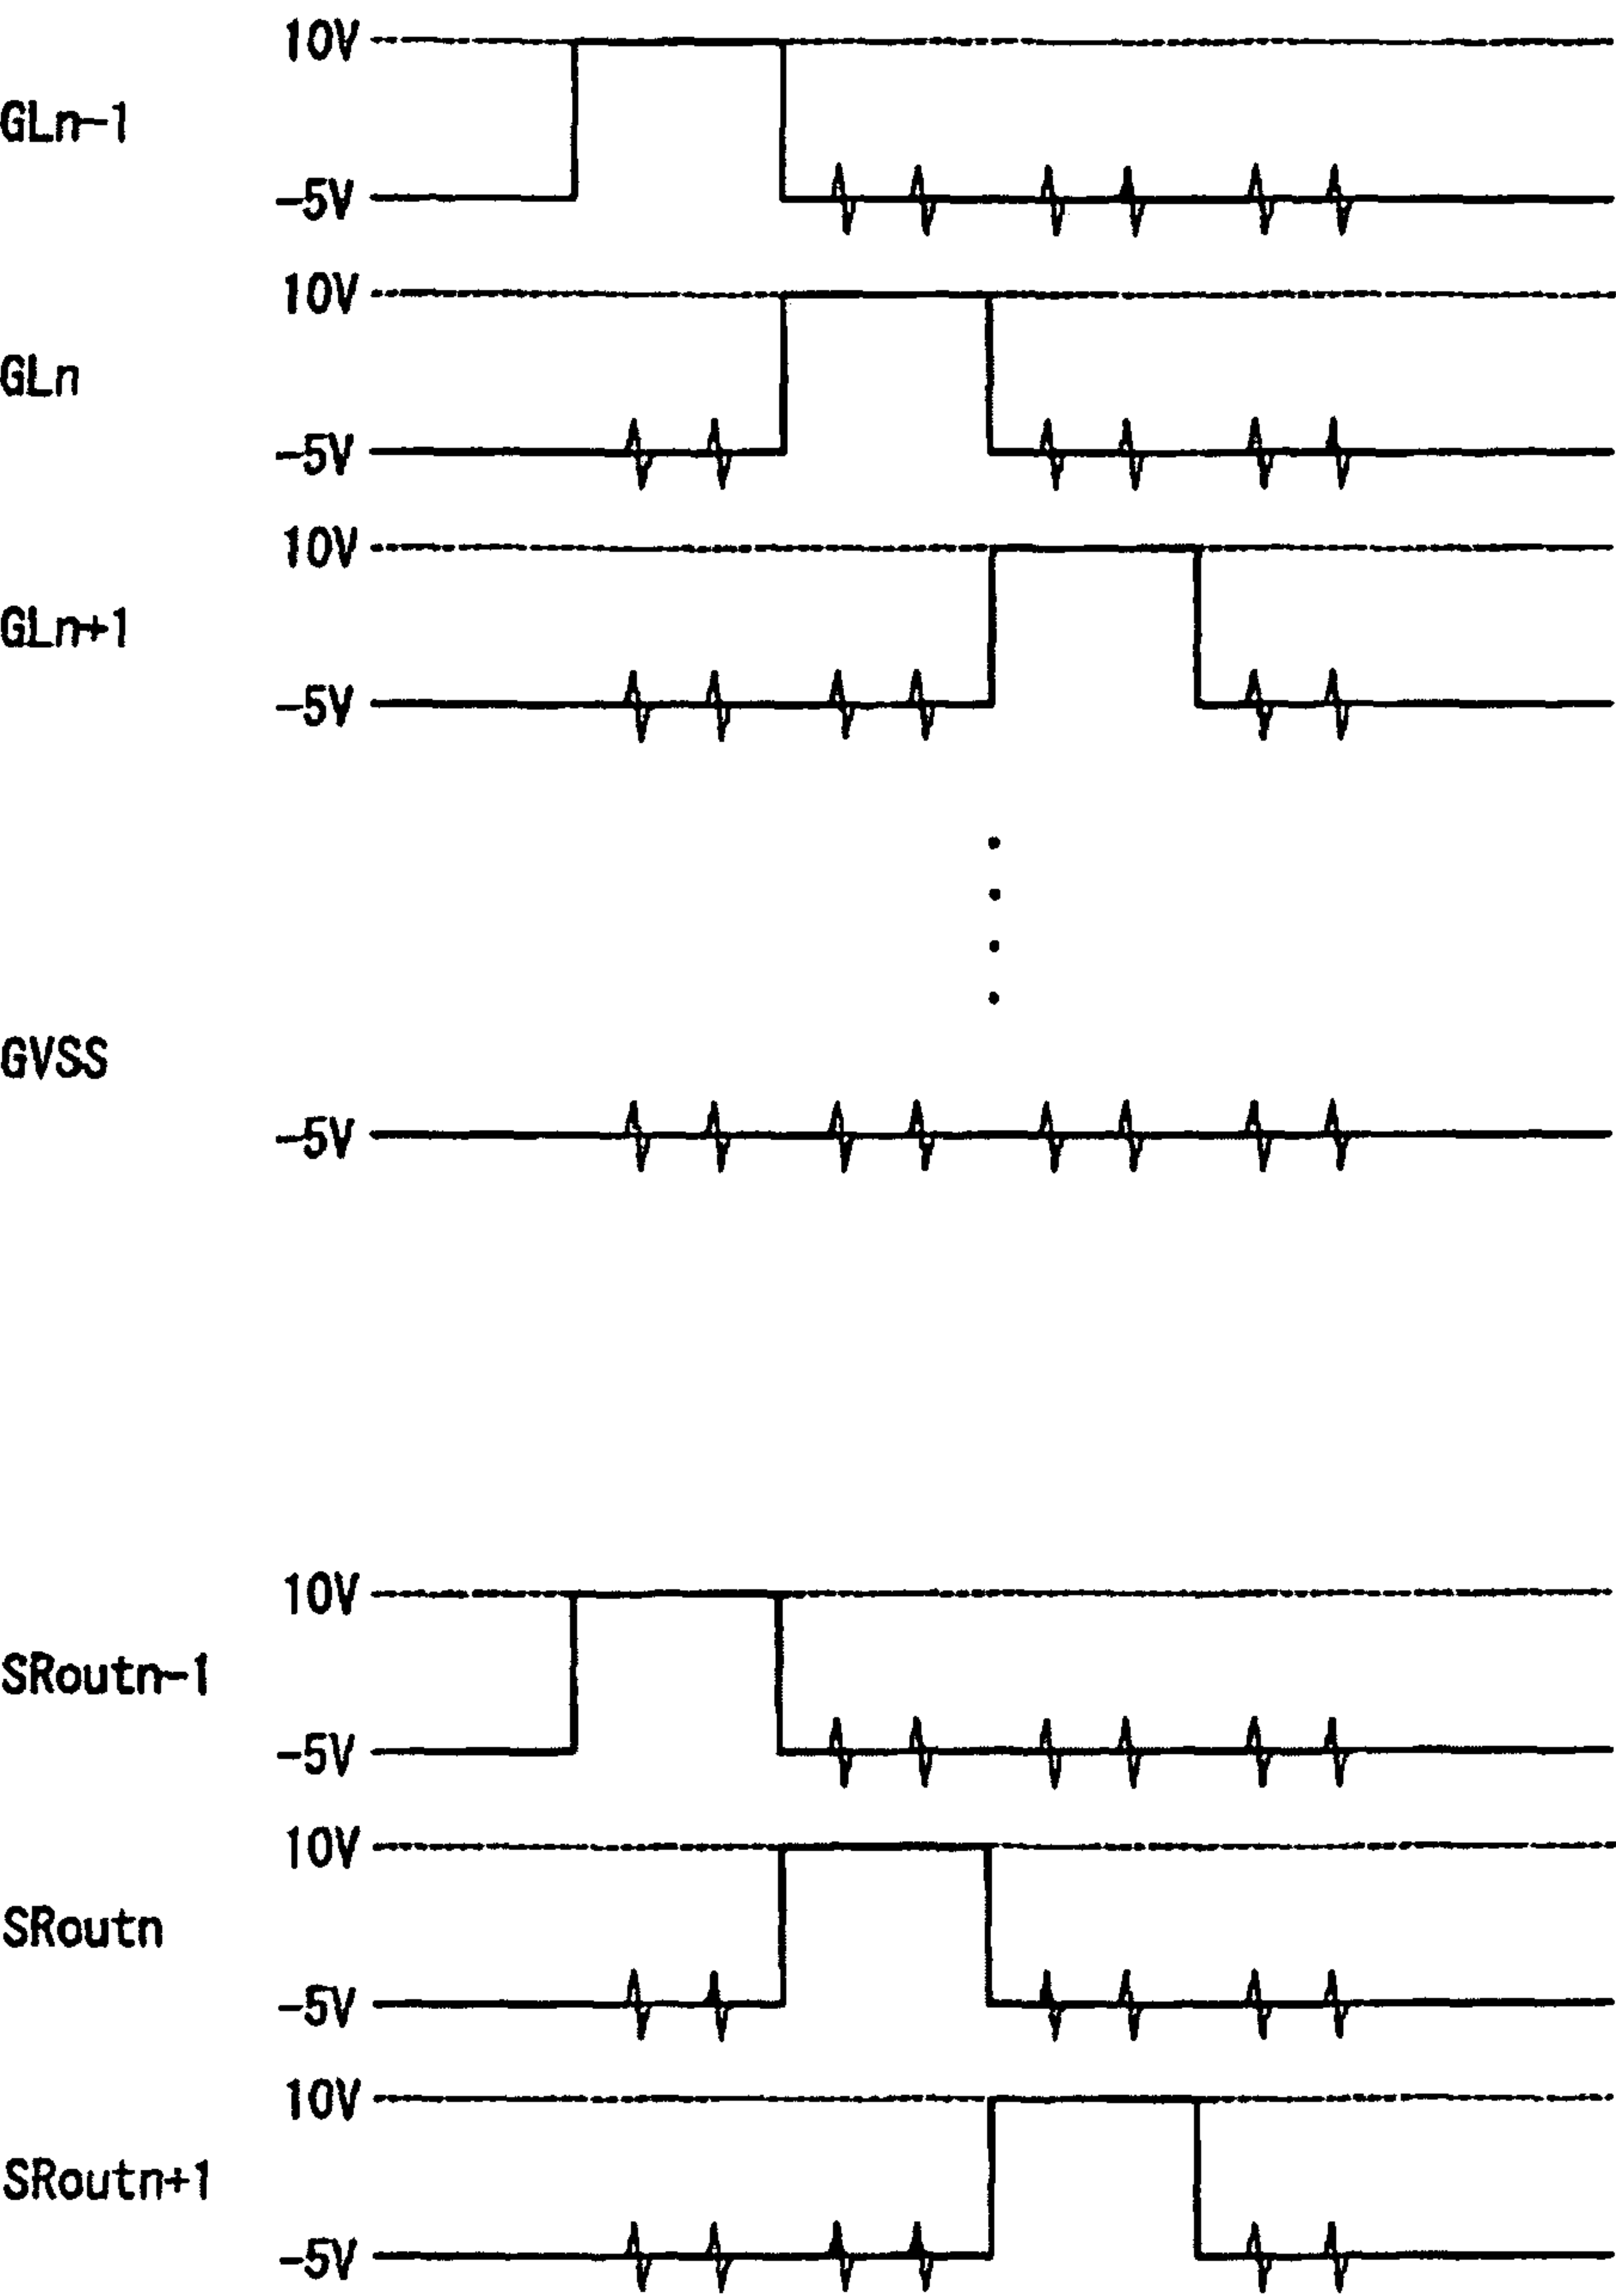 10V
GLn-1
-5V
10V
GLn
-5V
10V
GLn+1
-5V
GVSS
-5V
10V
SRoutn-1
-5V
10V
SRoutn
-5V
10V
SRoutn+1
-5V